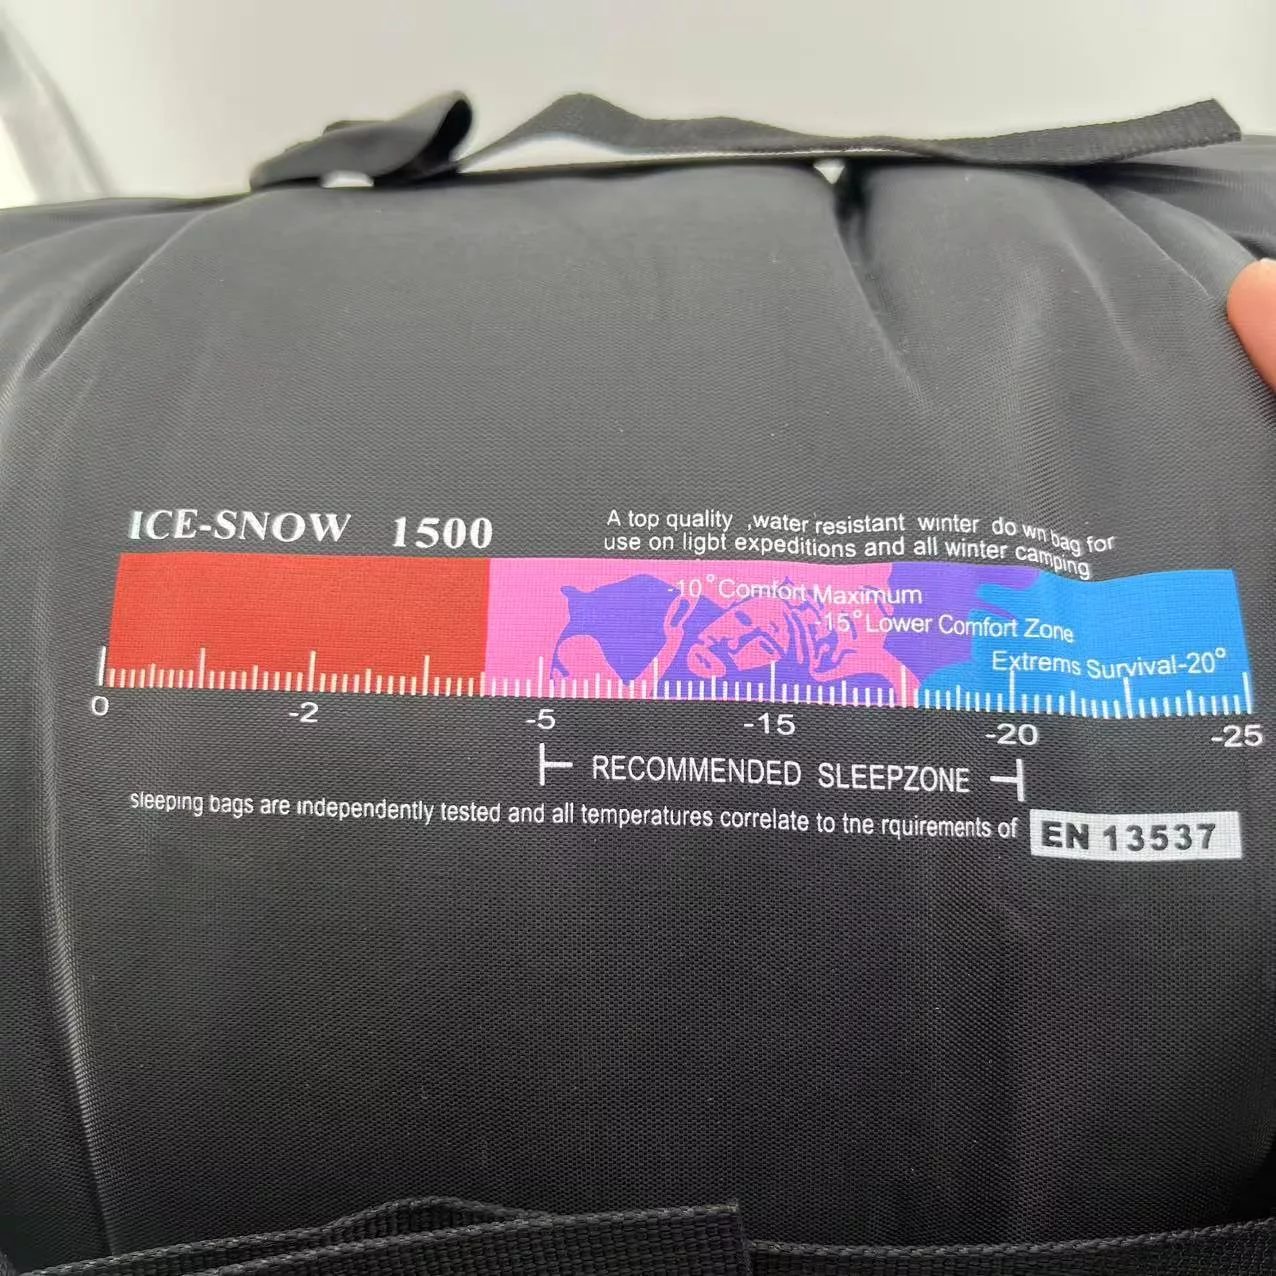 ICE-SNOW 1500
A top quality ,water resistant winter do wn bag for
use on ligbt expeditions and all winter camping
-10°Comfort Maximum
-15°Lower Comfort Zone
Extrems Survival-20°
0 -2 -5 -15 -20 -25
RECOMMENDED SLEEPZONE
sleeping bags are independently tested and all temperatures correlate to tne rquirements of EN 13537